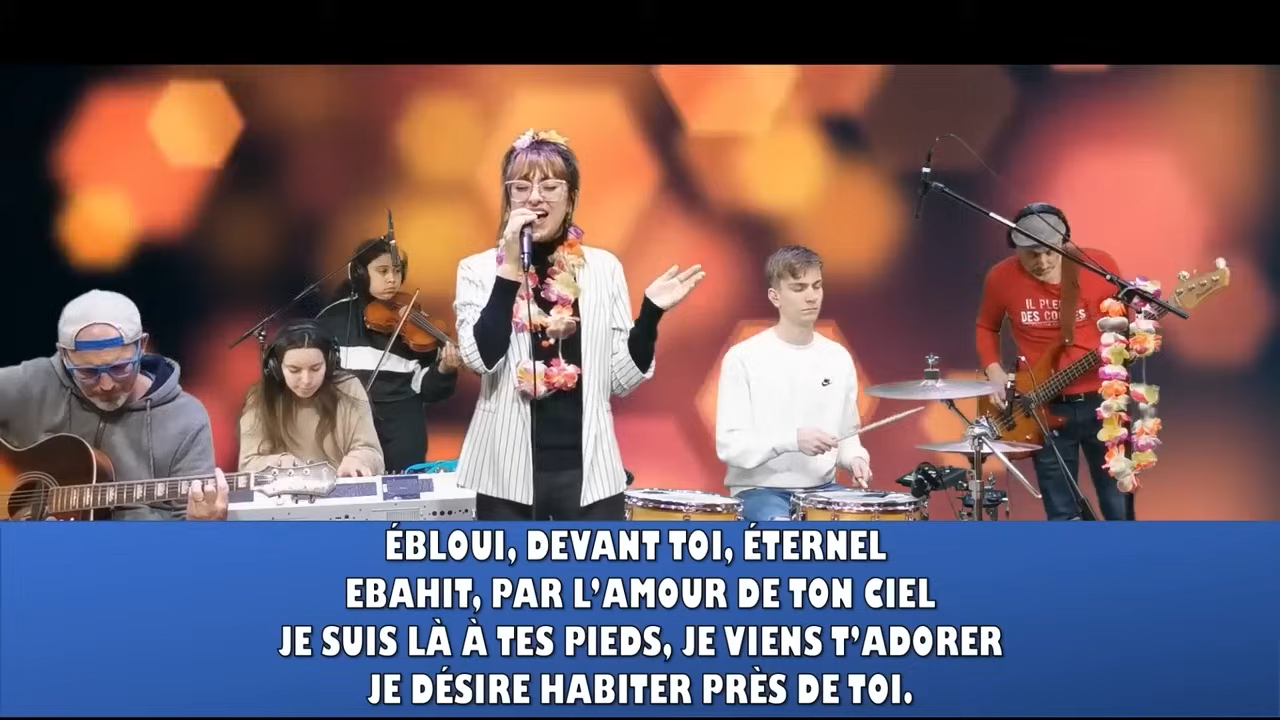 IL PLEUT
DES CORDES
ÉBLOUI, DEVANT TOI, ÉTERNEL
EBAHIT, PAR L'AMOUR DE TON CIEL
JE SUIS LÀ À TES PIEDS, JE VIENS T'ADORER
JE DÉSIRE HABITER PRÈS DE TOI.